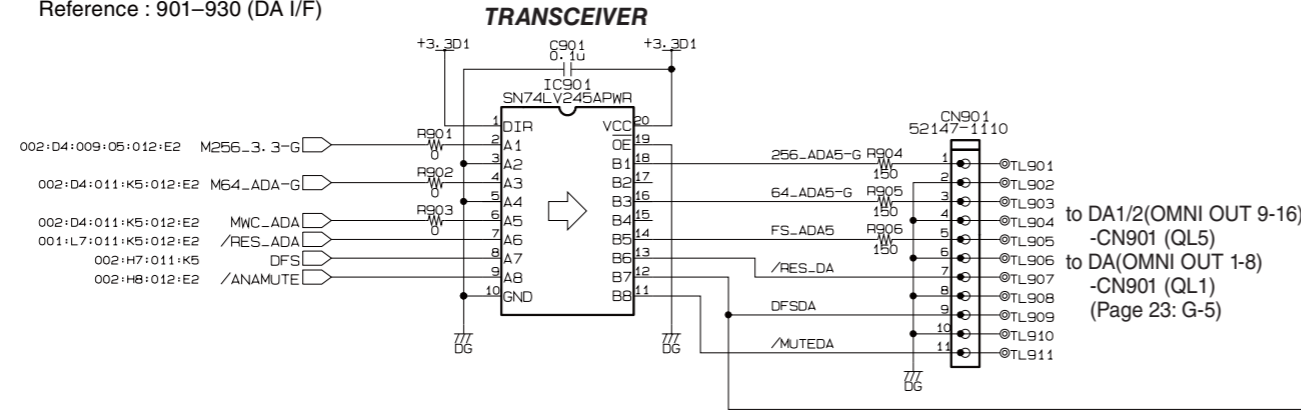 Reference : 901–930 (DA I/F)
TRANSCEIVER
+3.3D1
C901
0.1u
+3.3D1
IC901
SN74LV245APWR
CN901
52147-1110
1 DIR VCC 20
002:D4:009:05:012:E2 M256_3.3-G R901 0 2 A1 OE 19
3 A2 B1 18 256_ADA5-G R904 150 1 TL901
002:D4:011:K5:012:E2 M64_ADA-G R902 0 4 A3 B2 17 2 TL902
5 A4 B3 16 64_ADA5-G R905 150 3 TL903
002:D4:011:K5:012:E2 MWC_ADA R903 0 6 A5 B4 15 4 TL904
001:L7:011:K5:012:E2 /RES_ADA 7 A6 B5 14 FS_ADA5 R906 150 5 TL905
002:H7:011:K5 DFS 8 A7 B6 13 6 TL906
002:H8:012:E2 /ANAMUTE 9 A8 B7 12 /RES_DA 7 TL907
10 GND B8 11 8 TL908
DFSDA 9 TL909
10 TL910
/MUTEDA 11 TL911
DG
DG
DG
to DA1/2(OMNI OUT 9-16)
-CN901 (QL5)
to DA(OMNI OUT 1-8)
-CN901 (QL1)
(Page 23: G-5)